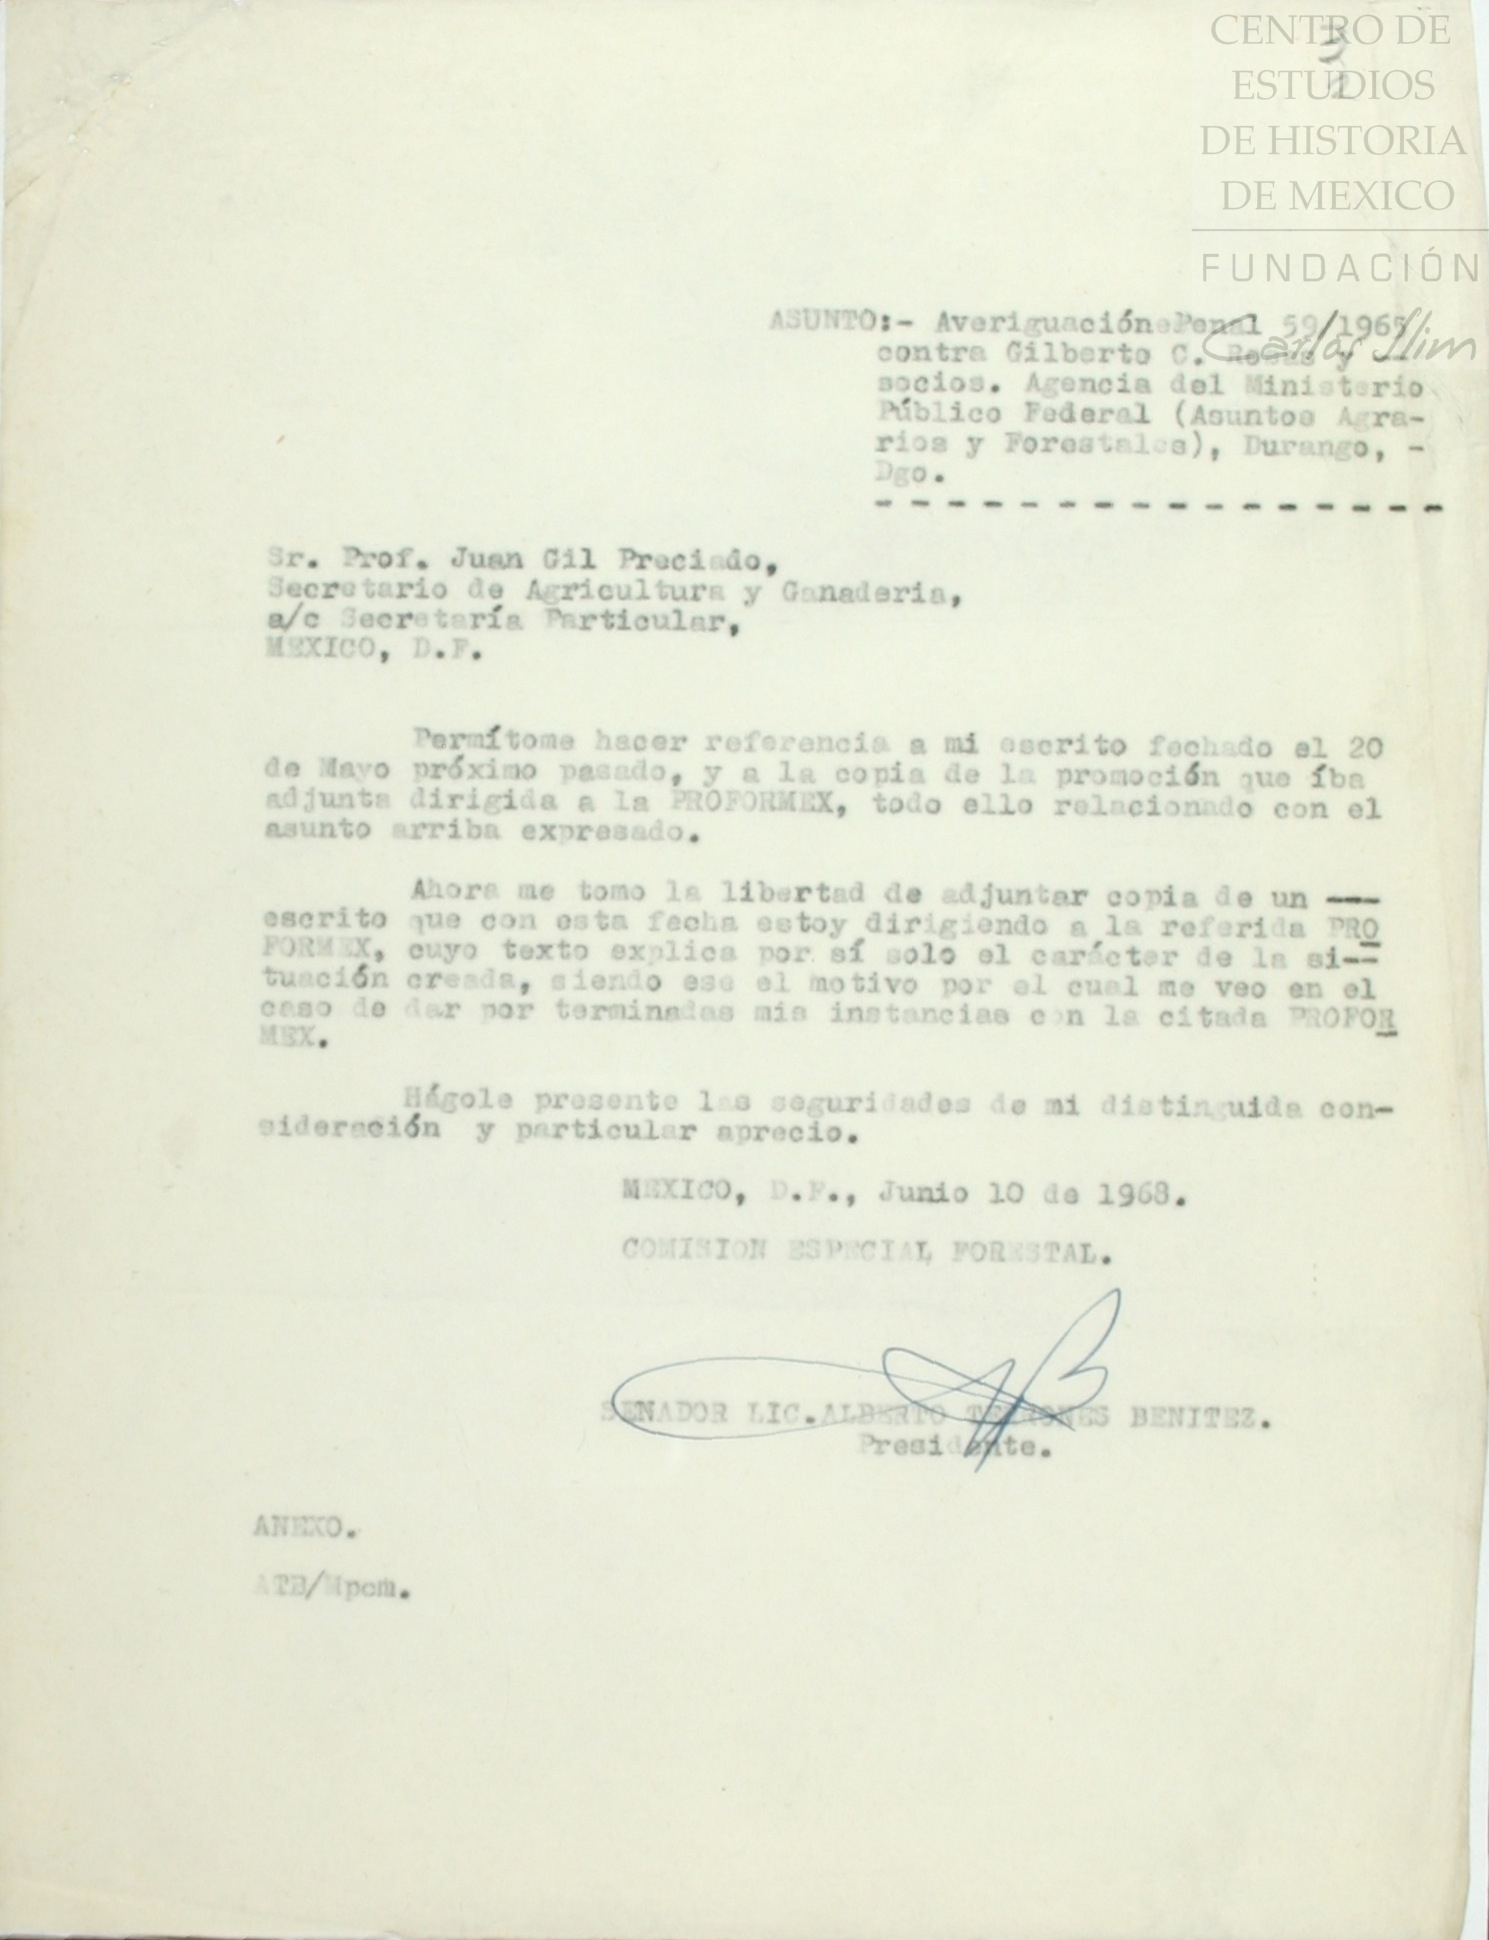 CENTRO DE
ESTUDIOS
DE HISTORIA
DE MEXICO
FUNDACIÓN
Carlos Slim
ASUNTO:- Averiguación Penal 59/1965
contra Gilberto C. Rosas y --
socios. Agencia del Ministerio
Público Federal (Asuntos Agra-
rios y Forestales), Durango, -
Dgo.
- - - - - - - - - - - - - - - -
Sr. Prof. Juan Gil Preciado,
Secretario de Agricultura y Ganaderia,
a/c Secretaría Particular,
MEXICO, D.F.
Permítome hacer referencia a mi escrito fechado el 20
de Mayo próximo pasado, y a la copia de la promoción que íba
adjunta dirigida a la PROFORMEX, todo ello relacionado con el
asunto arriba expresado.
Ahora me tomo la libertad de adjuntar copia de un ---
escrito que con esta fecha estoy dirigiendo a la referida PRO
FORMEX, cuyo texto explica por sí solo el carácter de la si--
tuación creada, siendo ese el motivo por el cual me veo en el
caso de dar por terminadas mis instancias con la citada PROFOR
MEX.
Hágole presente las seguridades de mi distinguida con-
sideración y particular aprecio.
MEXICO, D.F., Junio 10 de 1968.
COMISION ESPECIAL FORESTAL.
SENADOR LIC.ALBERTO TERRONES BENITEZ.
Presidente.
ANEXO.
ATB/Mpcm.